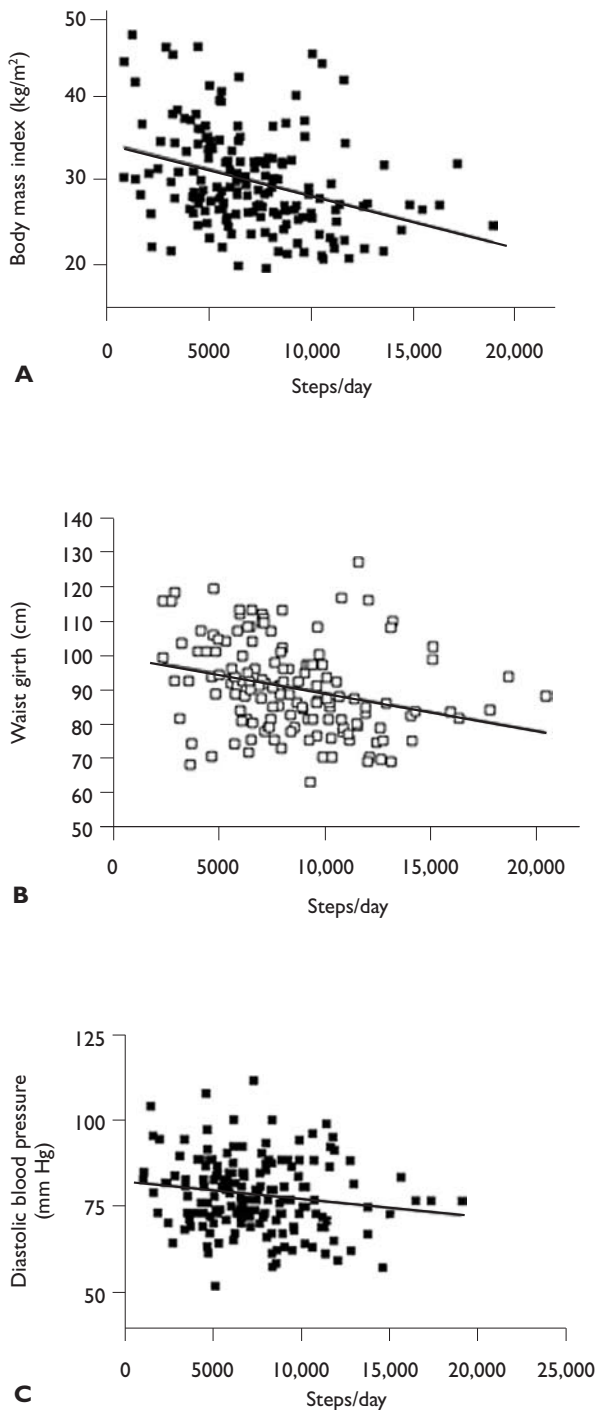 50
40
30
20
Body mass index (kg/m²)
0 5000 10,000 15,000 20,000
A
Steps/day
140
130
120
110
100
90
80
70
60
50
Waist girth (cm)
0 5000 10,000 15,000 20,000
B
Steps/day
125
100
75
50
Diastolic blood pressure
(mm Hg)
0 5000 10,000 15,000 20,000 25,000
C
Steps/day